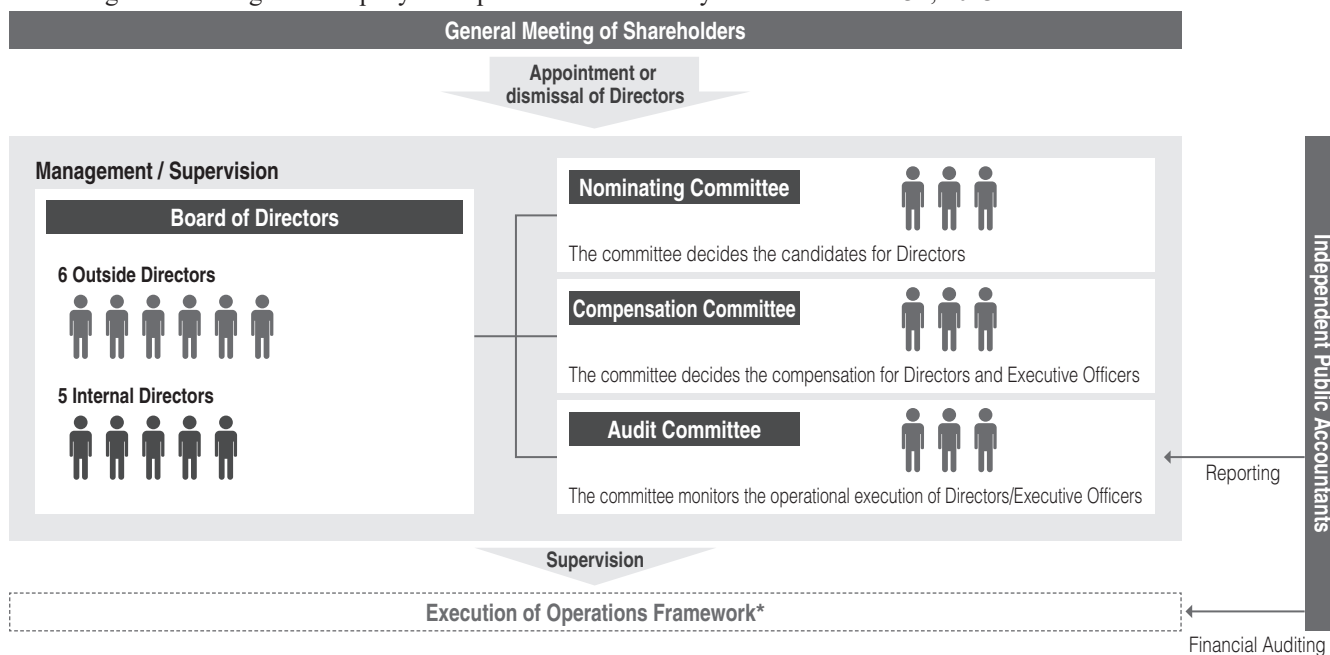 General Meeting of Shareholders
Appointment or
dismissal of Directors
Management / Supervision
Board of Directors
6 Outside Directors
5 Internal Directors
Nominating Committee
The committee decides the candidates for Directors
Compensation Committee
The committee decides the compensation for Directors and Executive Officers
Audit Committee
The committee monitors the operational execution of Directors/Executive Officers
Independent Public Accountants
Reporting
Supervision
Execution of Operations Framework*
Financial Auditing